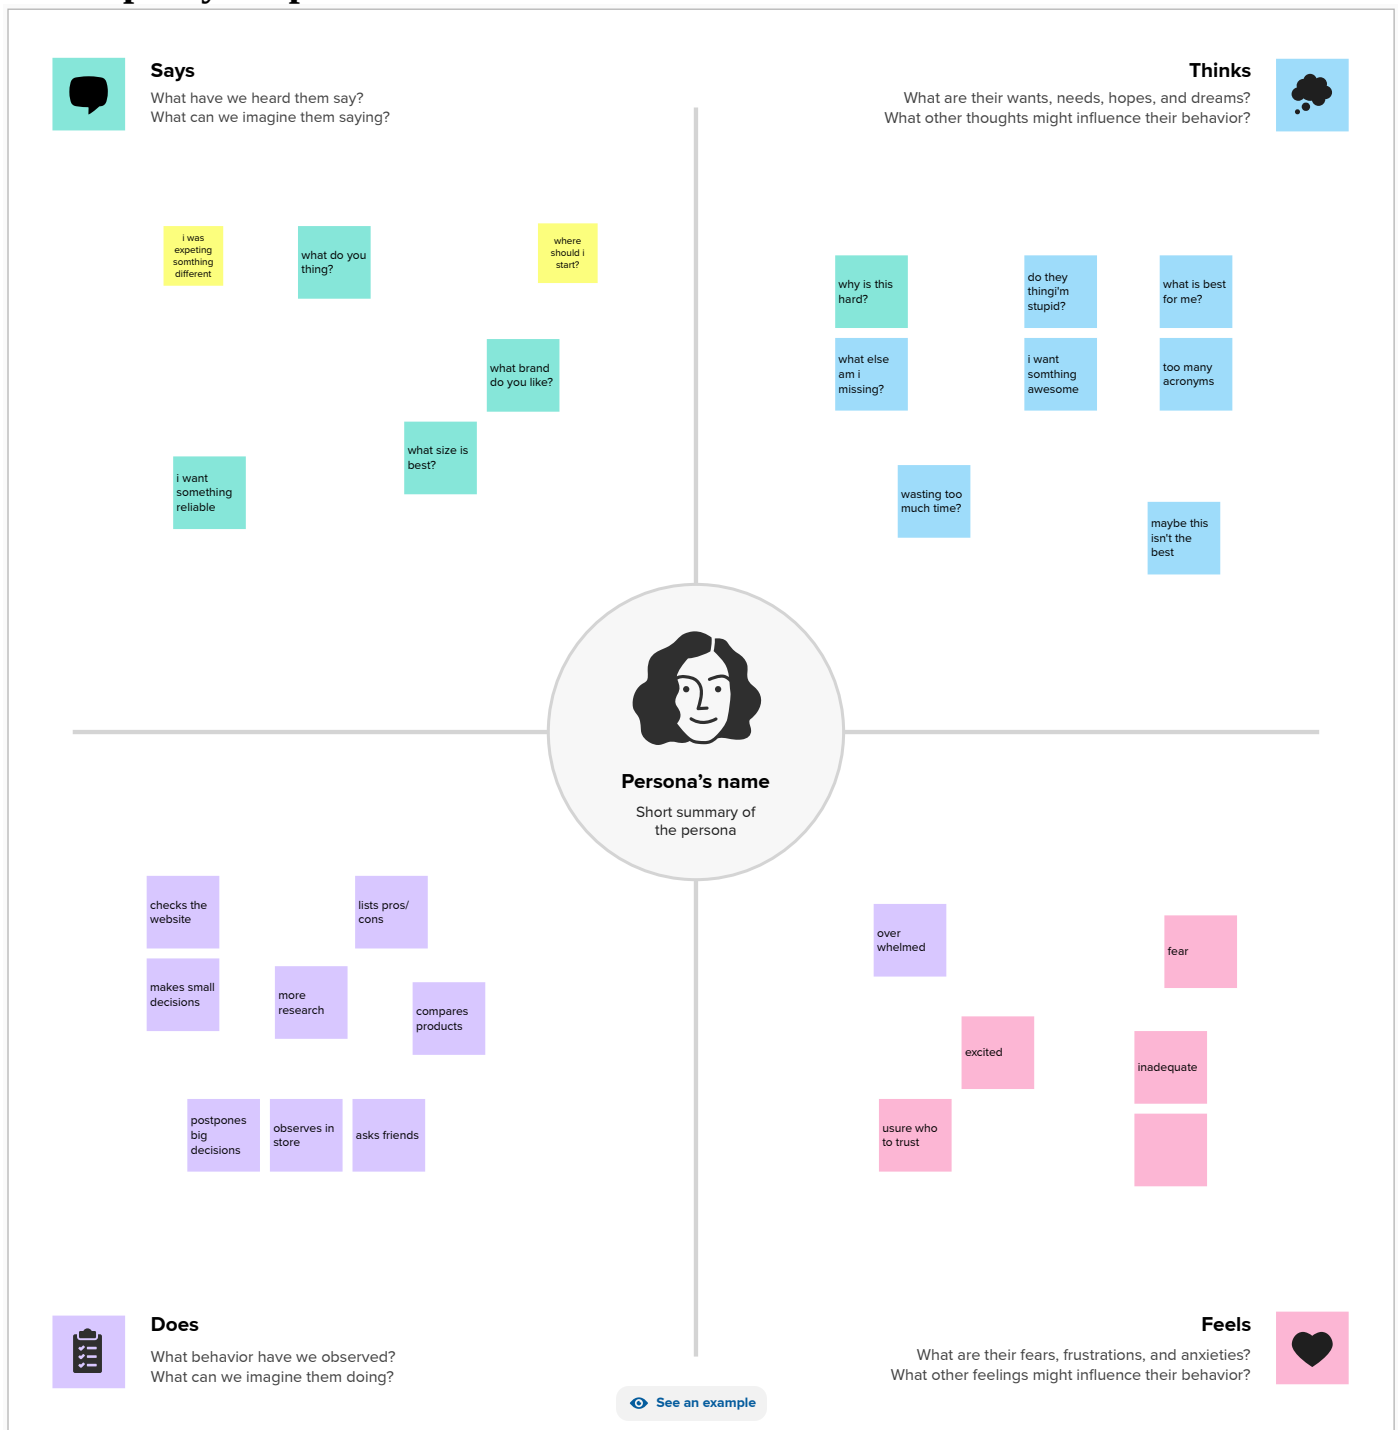 Says
What have we heard them say?
What can we imagine them saying?
Thinks
What are their wants, needs, hopes, and dreams?
What other thoughts might influence their behavior?
i was
expeting
somthing
different
what do you
thing?
where
should i
start?
what brand
do you like?
what size is
best?
i want
something
reliable
why is this
hard?
do they
thingi'm
stupid?
what is best
for me?
what else
am i
missing?
i want
somthing
awesome
too many
acronyms
wasting too
much time?
maybe this
isn't the
best
Persona's name
Short summary of
the persona
checks the
website
lists pros/
cons
makes small
decisions
more
research
compares
products
postpones
big
decisions
observes in
store
asks friends
over
whelmed
fear
excited
inadequate
usure who
to trust
Does
What behavior have we observed?
What can we imagine them doing?
Feels
What are their fears, frustrations, and anxieties?
What other feelings might influence their behavior?
See an example